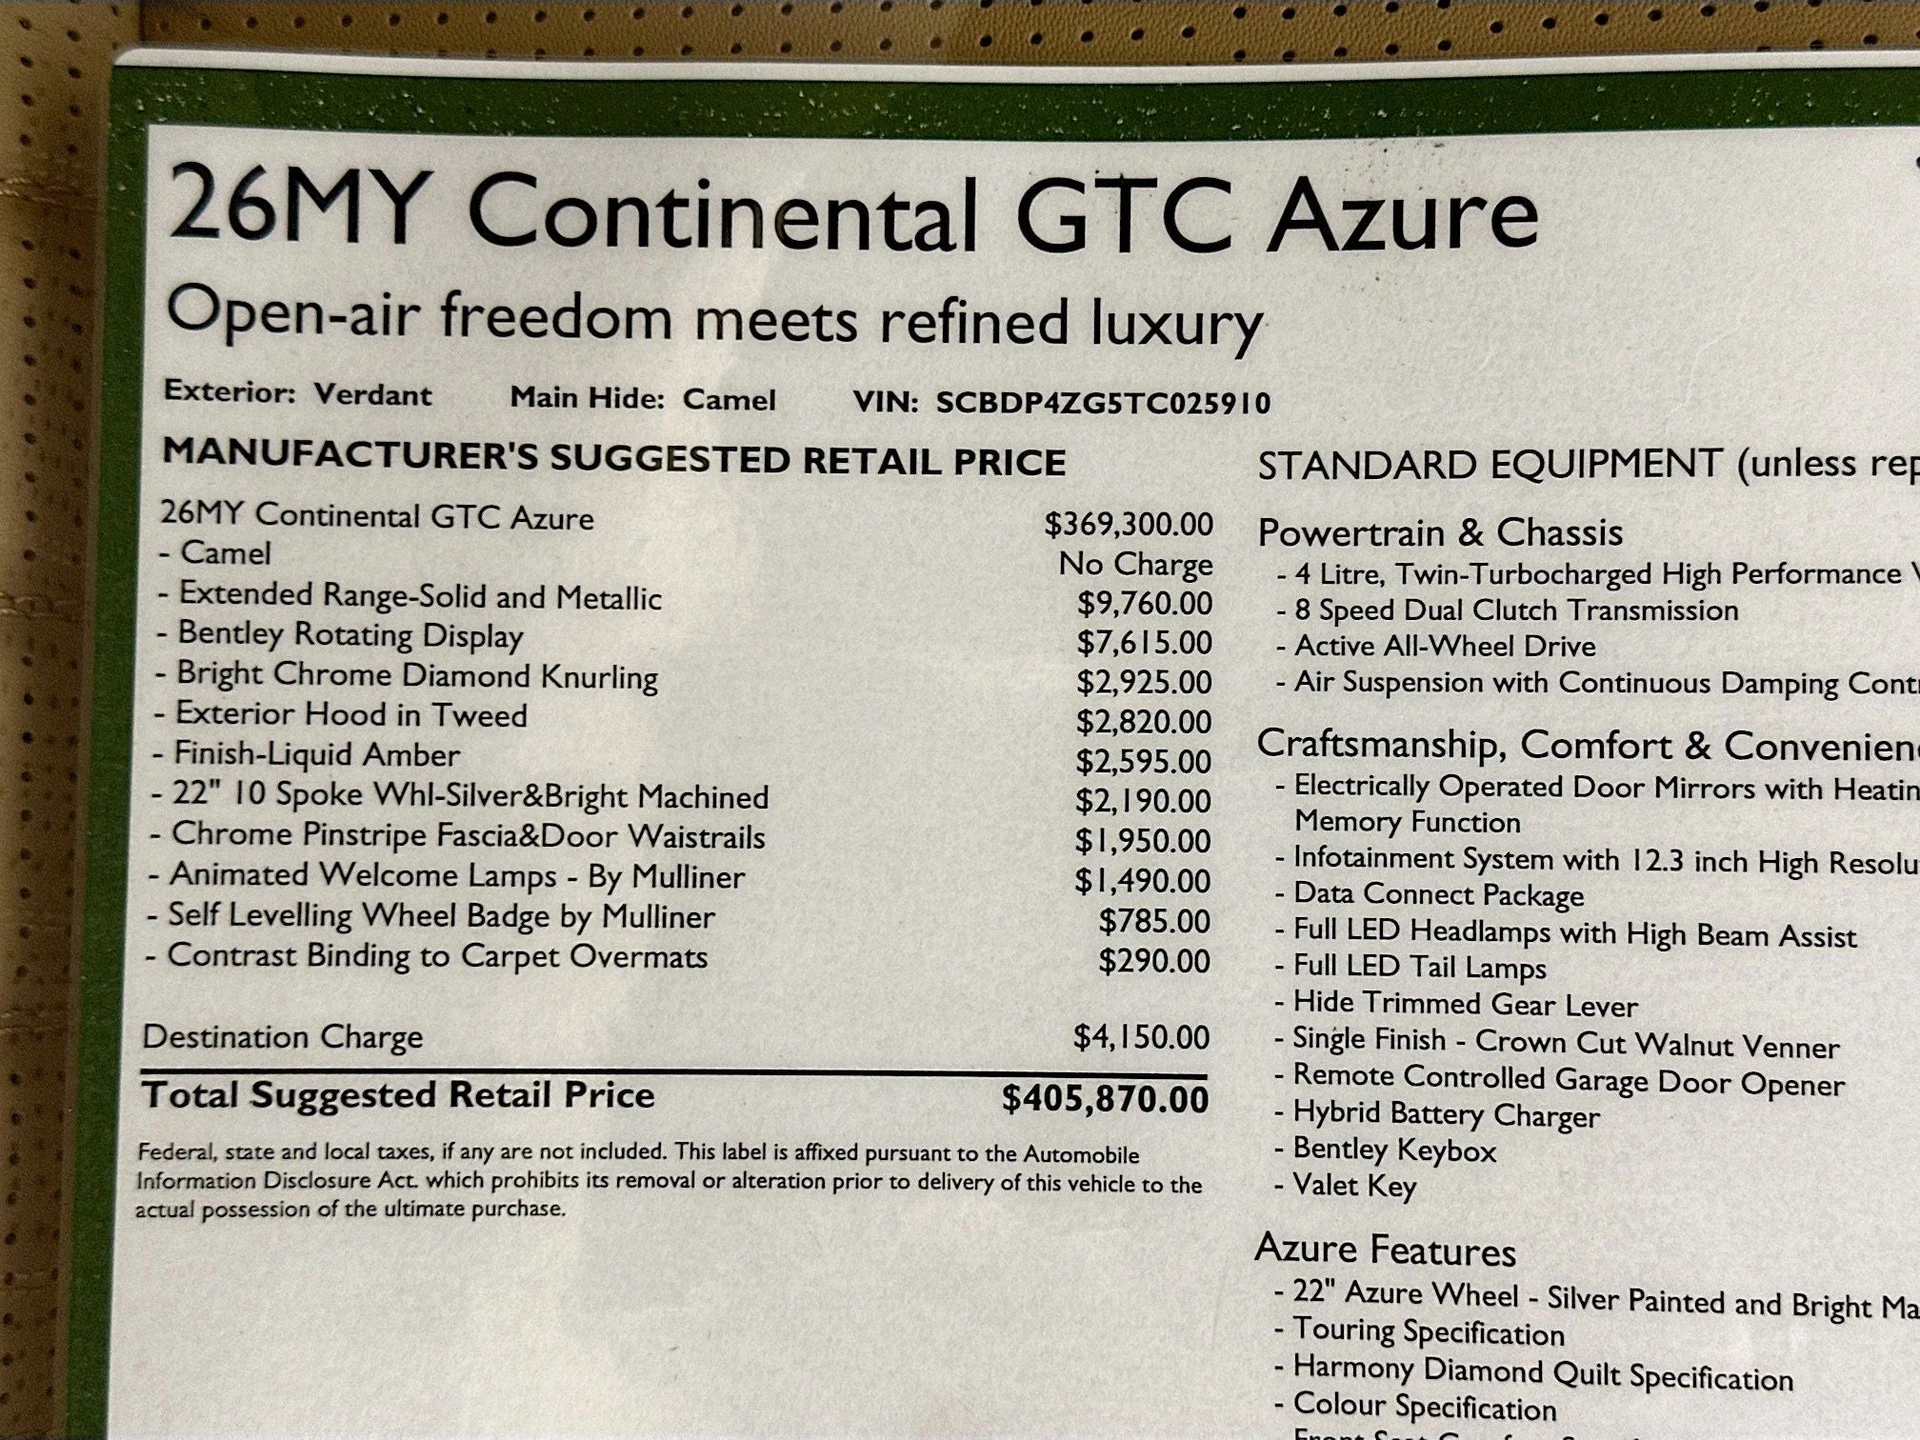 26MY Continental GTC Azure
Open-air freedom meets refined luxury
Exterior: Verdant Main Hide: Camel VIN: SCBDP4ZG5TC025910
MANUFACTURER'S SUGGESTED RETAIL PRICE
26MY Continental GTC Azure $369,300.00
- Camel No Charge
- Extended Range-Solid and Metallic $9,760.00
- Bentley Rotating Display $7,615.00
- Bright Chrome Diamond Knurling $2,925.00
- Exterior Hood in Tweed $2,820.00
- Finish-Liquid Amber $2,595.00
- 22" 10 Spoke Whl-Silver&Bright Machined $2,190.00
- Chrome Pinstripe Fascia&Door Waistrails $1,950.00
- Animated Welcome Lamps - By Mulliner $1,490.00
- Self Levelling Wheel Badge by Mulliner $785.00
- Contrast Binding to Carpet Overmats $290.00
Destination Charge $4,150.00
Total Suggested Retail Price $405,870.00
Federal, state and local taxes, if any are not included. This label is affixed pursuant to the Automobile
Information Disclosure Act. which prohibits its removal or alteration prior to delivery of this vehicle to the
actual possession of the ultimate purchase.
STANDARD EQUIPMENT (unless rep
Powertrain & Chassis
- 4 Litre, Twin-Turbocharged High Performance
- 8 Speed Dual Clutch Transmission
- Active All-Wheel Drive
- Air Suspension with Continuous Damping Cont
Craftsmanship, Comfort & Convenien
- Electrically Operated Door Mirrors with Heatin
Memory Function
- Infotainment System with 12.3 inch High Resolu
- Data Connect Package
- Full LED Headlamps with High Beam Assist
- Full LED Tail Lamps
- Hide Trimmed Gear Lever
- Single Finish - Crown Cut Walnut Venner
- Remote Controlled Garage Door Opener
- Hybrid Battery Charger
- Bentley Keybox
- Valet Key
Azure Features
- 22" Azure Wheel - Silver Painted and Bright Ma
- Touring Specification
- Harmony Diamond Quilt Specification
- Colour Specification